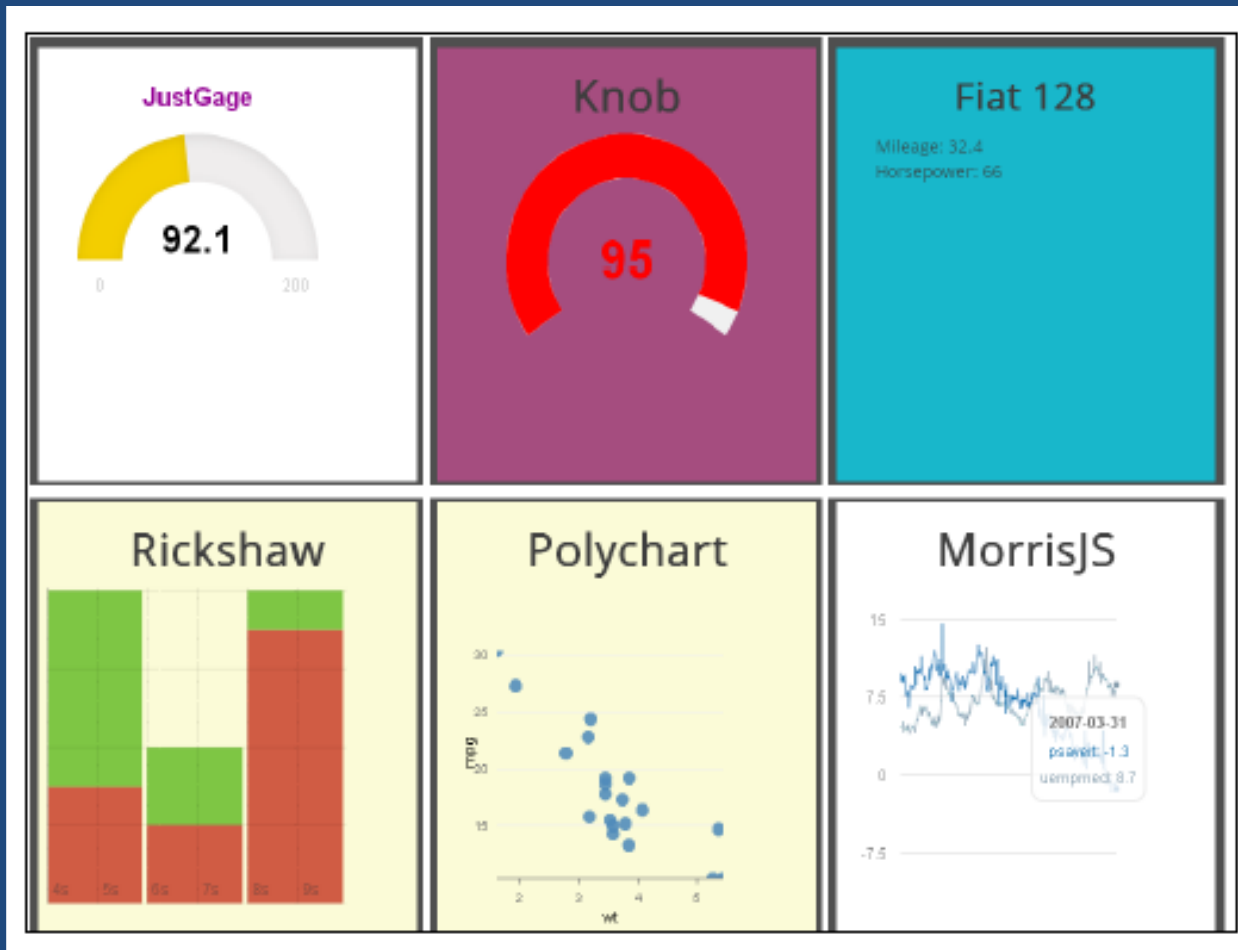 JustGage
92.1
0
200
Knob
95
Fiat 128
Mileage: 32.4
Horsepower: 66
Rickshaw
4s
5s
6s
7s
8s
9s
Polychart
30
25
20
15
mpg
2
3
4
5
wt
MorrisJS
15
7.5
0
-7.5
2007-03-31
psavert: -1.3
uempmed: 8.7